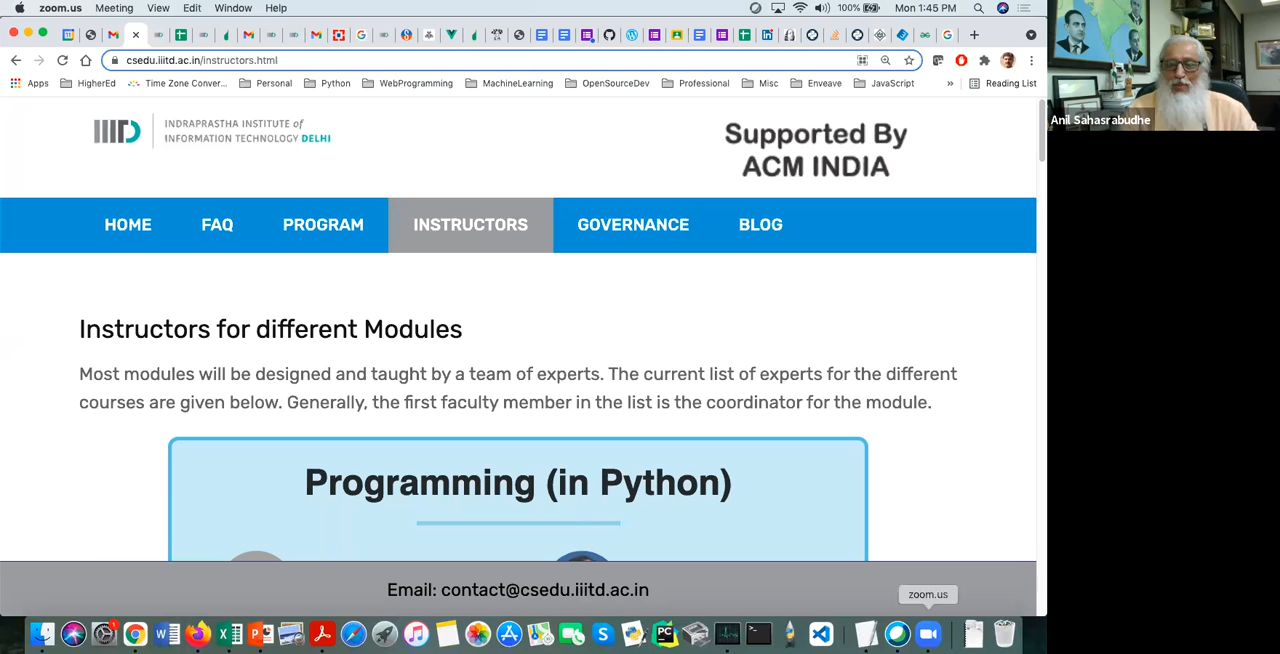 zoom.us Meeting View Edit Window Help 100% Mon 1:45 PM
csedu.iiitd.ac.in/instructors.html
Apps HigherEd Time Zone Conver... Personal Python WebProgramming MachineLearning OpenSourceDev Professional Misc Enveave JavaScript » Reading List
IIITD
INDRAPRASTHA INSTITUTE of
INFORMATION TECHNOLOGY DELHI
Supported By
ACM INDIA
HOME FAQ PROGRAM INSTRUCTORS GOVERNANCE BLOG
Instructors for different Modules
Most modules will be designed and taught by a team of experts. The current list of experts for the different
courses are given below. Generally, the first faculty member in the list is the coordinator for the module.
Programming (in Python)
Email: contact@csedu.iiitd.ac.in
zoom.us
Anil Sahasrabudhe